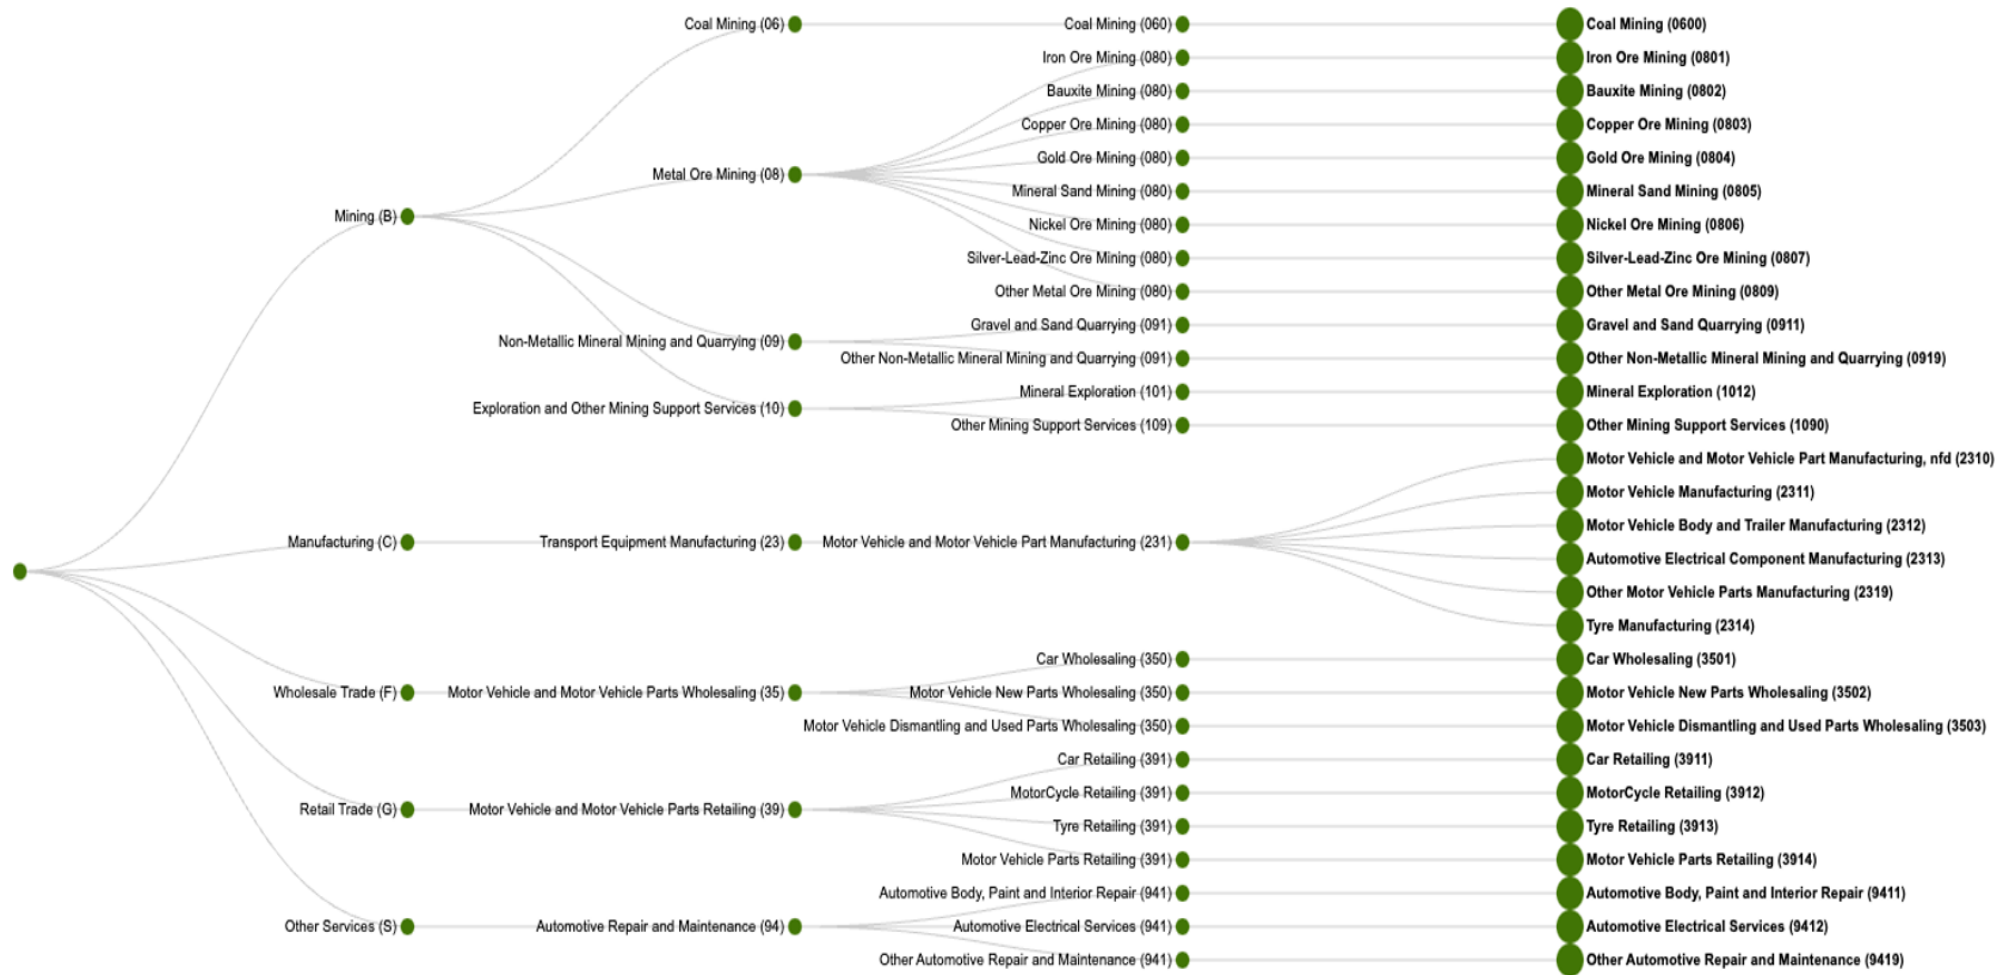 Coal Mining (06)
Coal Mining (060)
Coal Mining (0600)
Iron Ore Mining (080)
Iron Ore Mining (0801)
Bauxite Mining (080)
Bauxite Mining (0802)
Copper Ore Mining (080)
Copper Ore Mining (0803)
Gold Ore Mining (080)
Gold Ore Mining (0804)
Metal Ore Mining (08)
Mineral Sand Mining (080)
Mineral Sand Mining (0805)
Mining (B)
Nickel Ore Mining (080)
Nickel Ore Mining (0806)
Silver-Lead-Zinc Ore Mining (080)
Silver-Lead-Zinc Ore Mining (0807)
Other Metal Ore Mining (080)
Other Metal Ore Mining (0809)
Gravel and Sand Quarrying (091)
Gravel and Sand Quarrying (0911)
Non-Metallic Mineral Mining and Quarrying (09)
Other Non-Metallic Mineral Mining and Quarrying (091)
Other Non-Metallic Mineral Mining and Quarrying (0919)
Mineral Exploration (101)
Mineral Exploration (1012)
Exploration and Other Mining Support Services (10)
Other Mining Support Services (109)
Other Mining Support Services (1090)
Motor Vehicle and Motor Vehicle Part Manufacturing, nfd (2310)
Motor Vehicle Manufacturing (2311)
Motor Vehicle Body and Trailer Manufacturing (2312)
Manufacturing (C)
Transport Equipment Manufacturing (23)
Motor Vehicle and Motor Vehicle Part Manufacturing (231)
Automotive Electrical Component Manufacturing (2313)
Other Motor Vehicle Parts Manufacturing (2319)
Tyre Manufacturing (2314)
Car Wholesaling (350)
Car Wholesaling (3501)
Wholesale Trade (F)
Motor Vehicle and Motor Vehicle Parts Wholesaling (35)
Motor Vehicle New Parts Wholesaling (350)
Motor Vehicle New Parts Wholesaling (3502)
Motor Vehicle Dismantling and Used Parts Wholesaling (350)
Motor Vehicle Dismantling and Used Parts Wholesaling (3503)
Car Retailing (391)
Car Retailing (3911)
MotorCycle Retailing (391)
MotorCycle Retailing (3912)
Retail Trade (G)
Motor Vehicle and Motor Vehicle Parts Retailing (39)
Tyre Retailing (391)
Tyre Retailing (3913)
Motor Vehicle Parts Retailing (391)
Motor Vehicle Parts Retailing (3914)
Automotive Body, Paint and Interior Repair (941)
Automotive Body, Paint and Interior Repair (9411)
Other Services (S)
Automotive Repair and Maintenance (94)
Automotive Electrical Services (941)
Automotive Electrical Services (9412)
Other Automotive Repair and Maintenance (941)
Other Automotive Repair and Maintenance (9419)